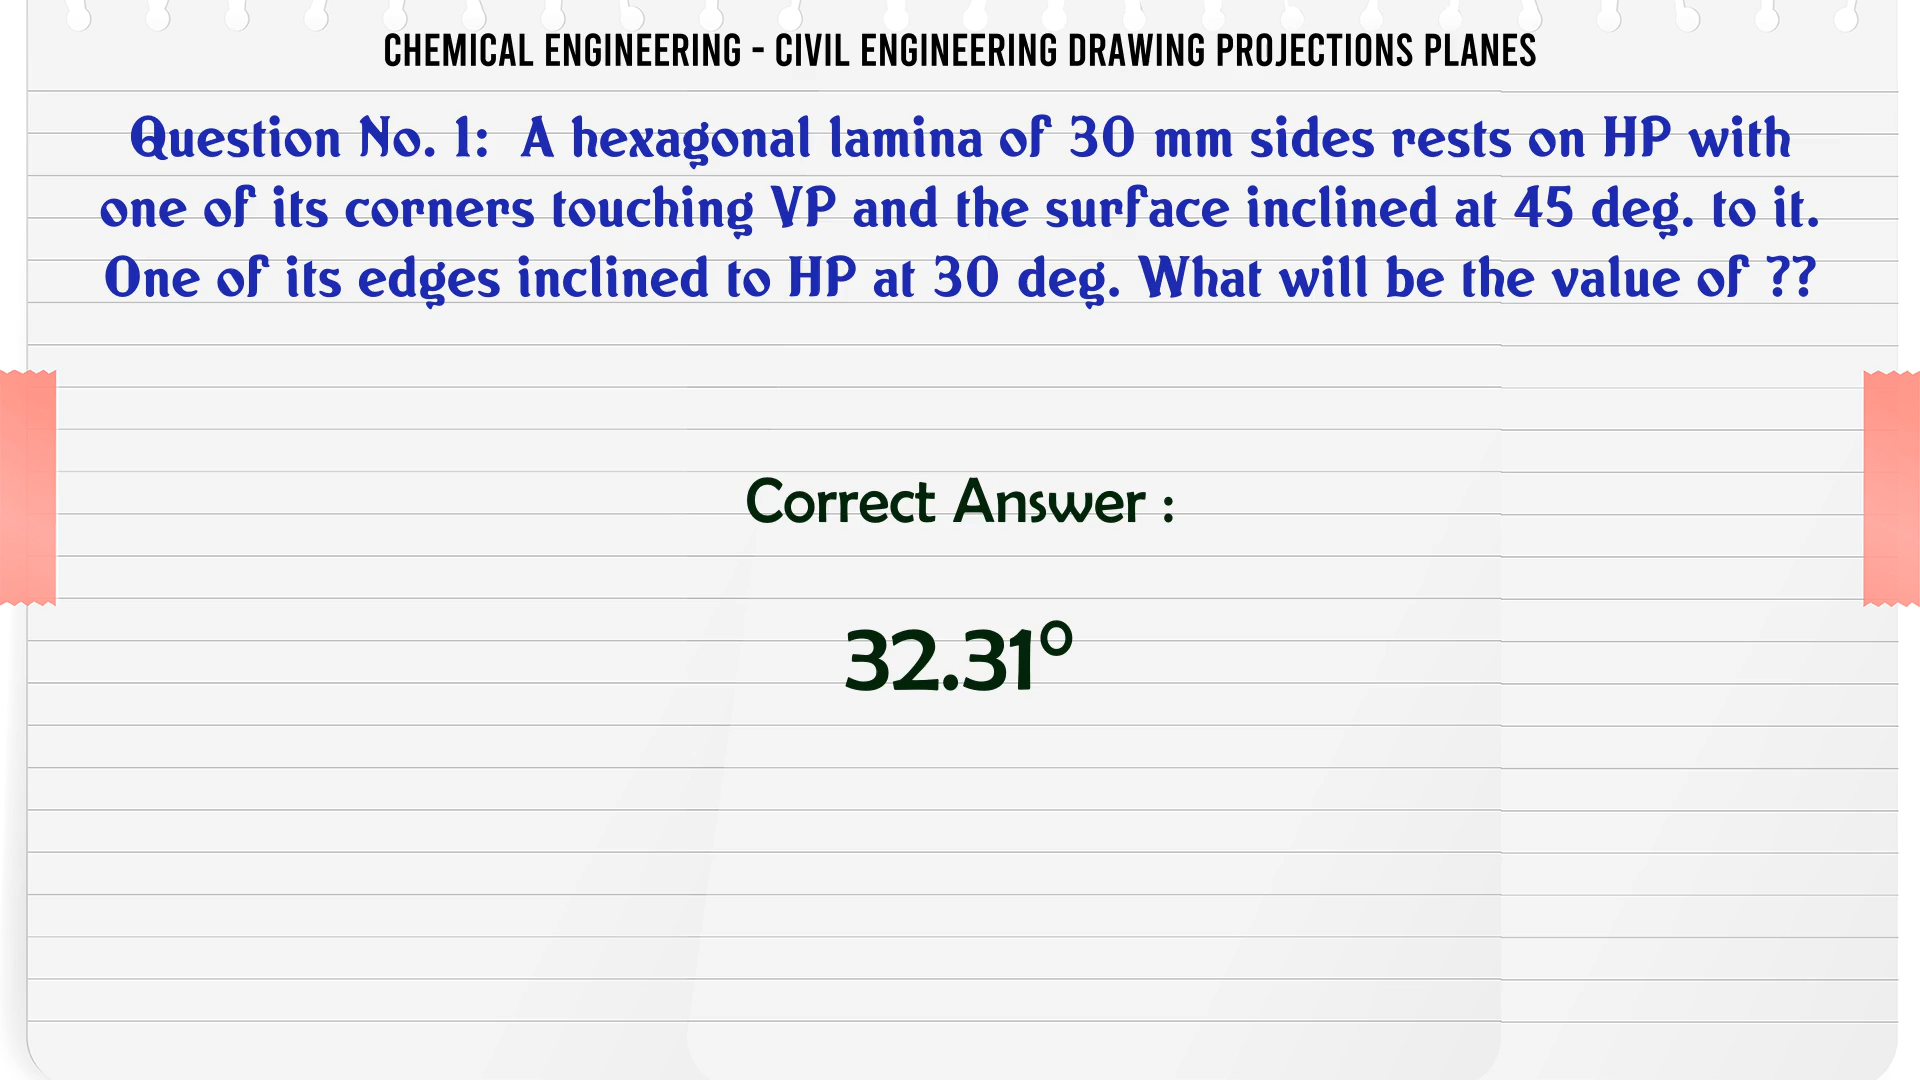 CHEMICAL ENGINEERING - CIVIL ENGINEERING DRAWING PROJECTIONS PLANES
Question No. 1: A hexagonal lamina of 30 mm sides rests on HP with
one of its corners touching VP and the surface inclined at 45 deg. to it.
One of its edges inclined to HP at 30 deg. What will be the value of ??
Correct Answer :
32.31°